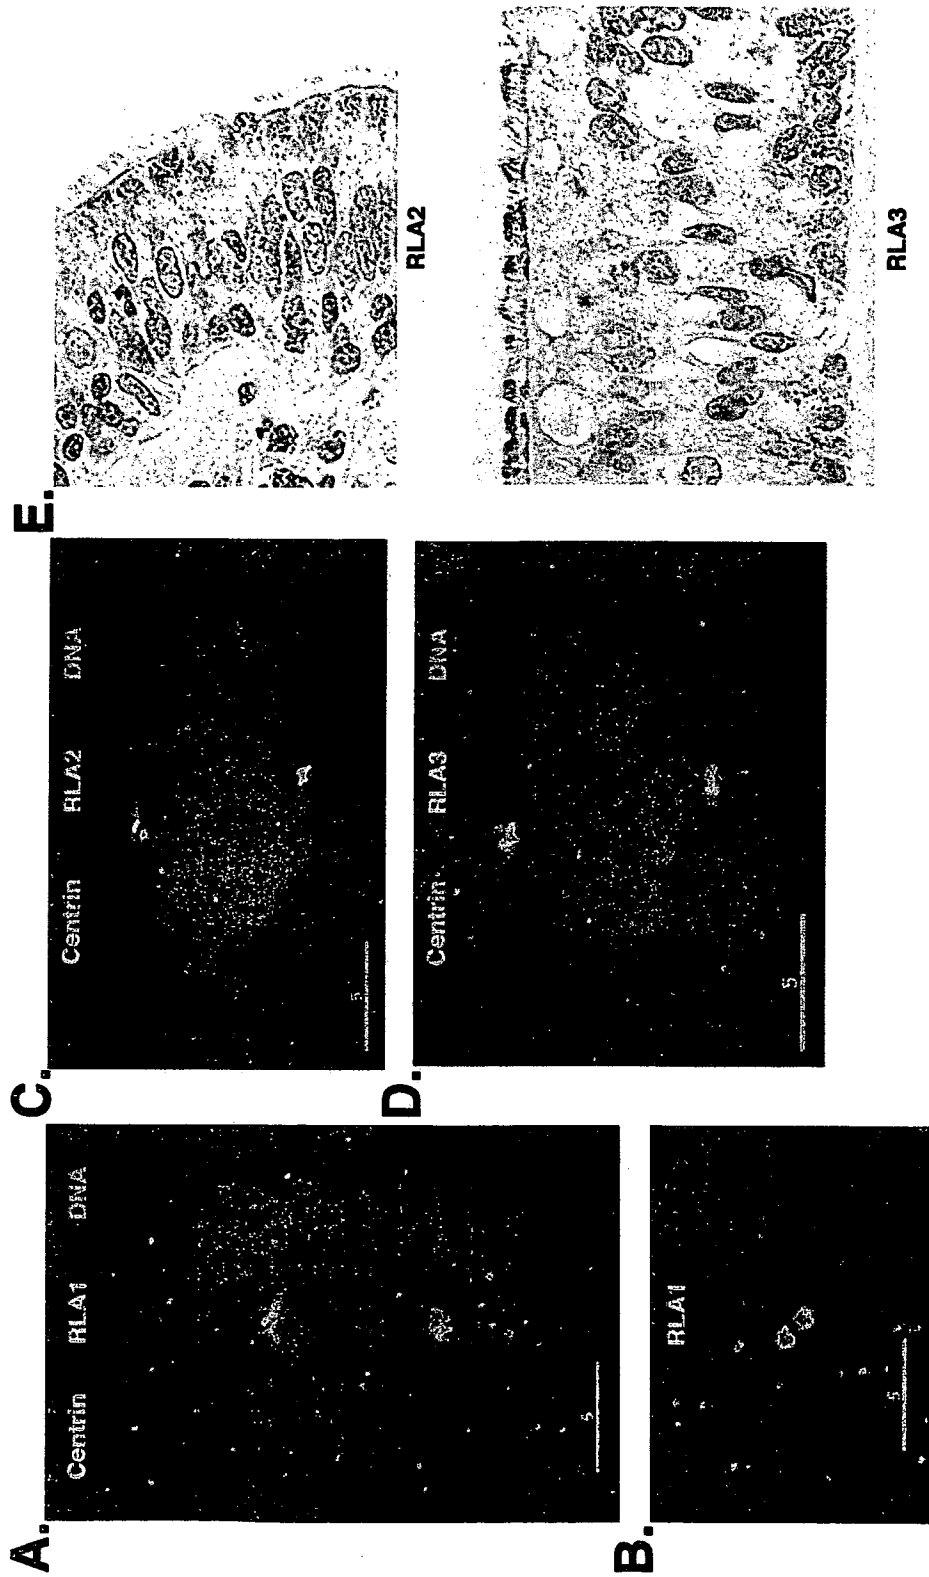 A.
Centrin RLA1 DNA
5
B.
RLA1
5
C.
Centrin RLA2 DNA
5
D.
Centrin RLA3 DNA
5
E.
RLA2
RLA3